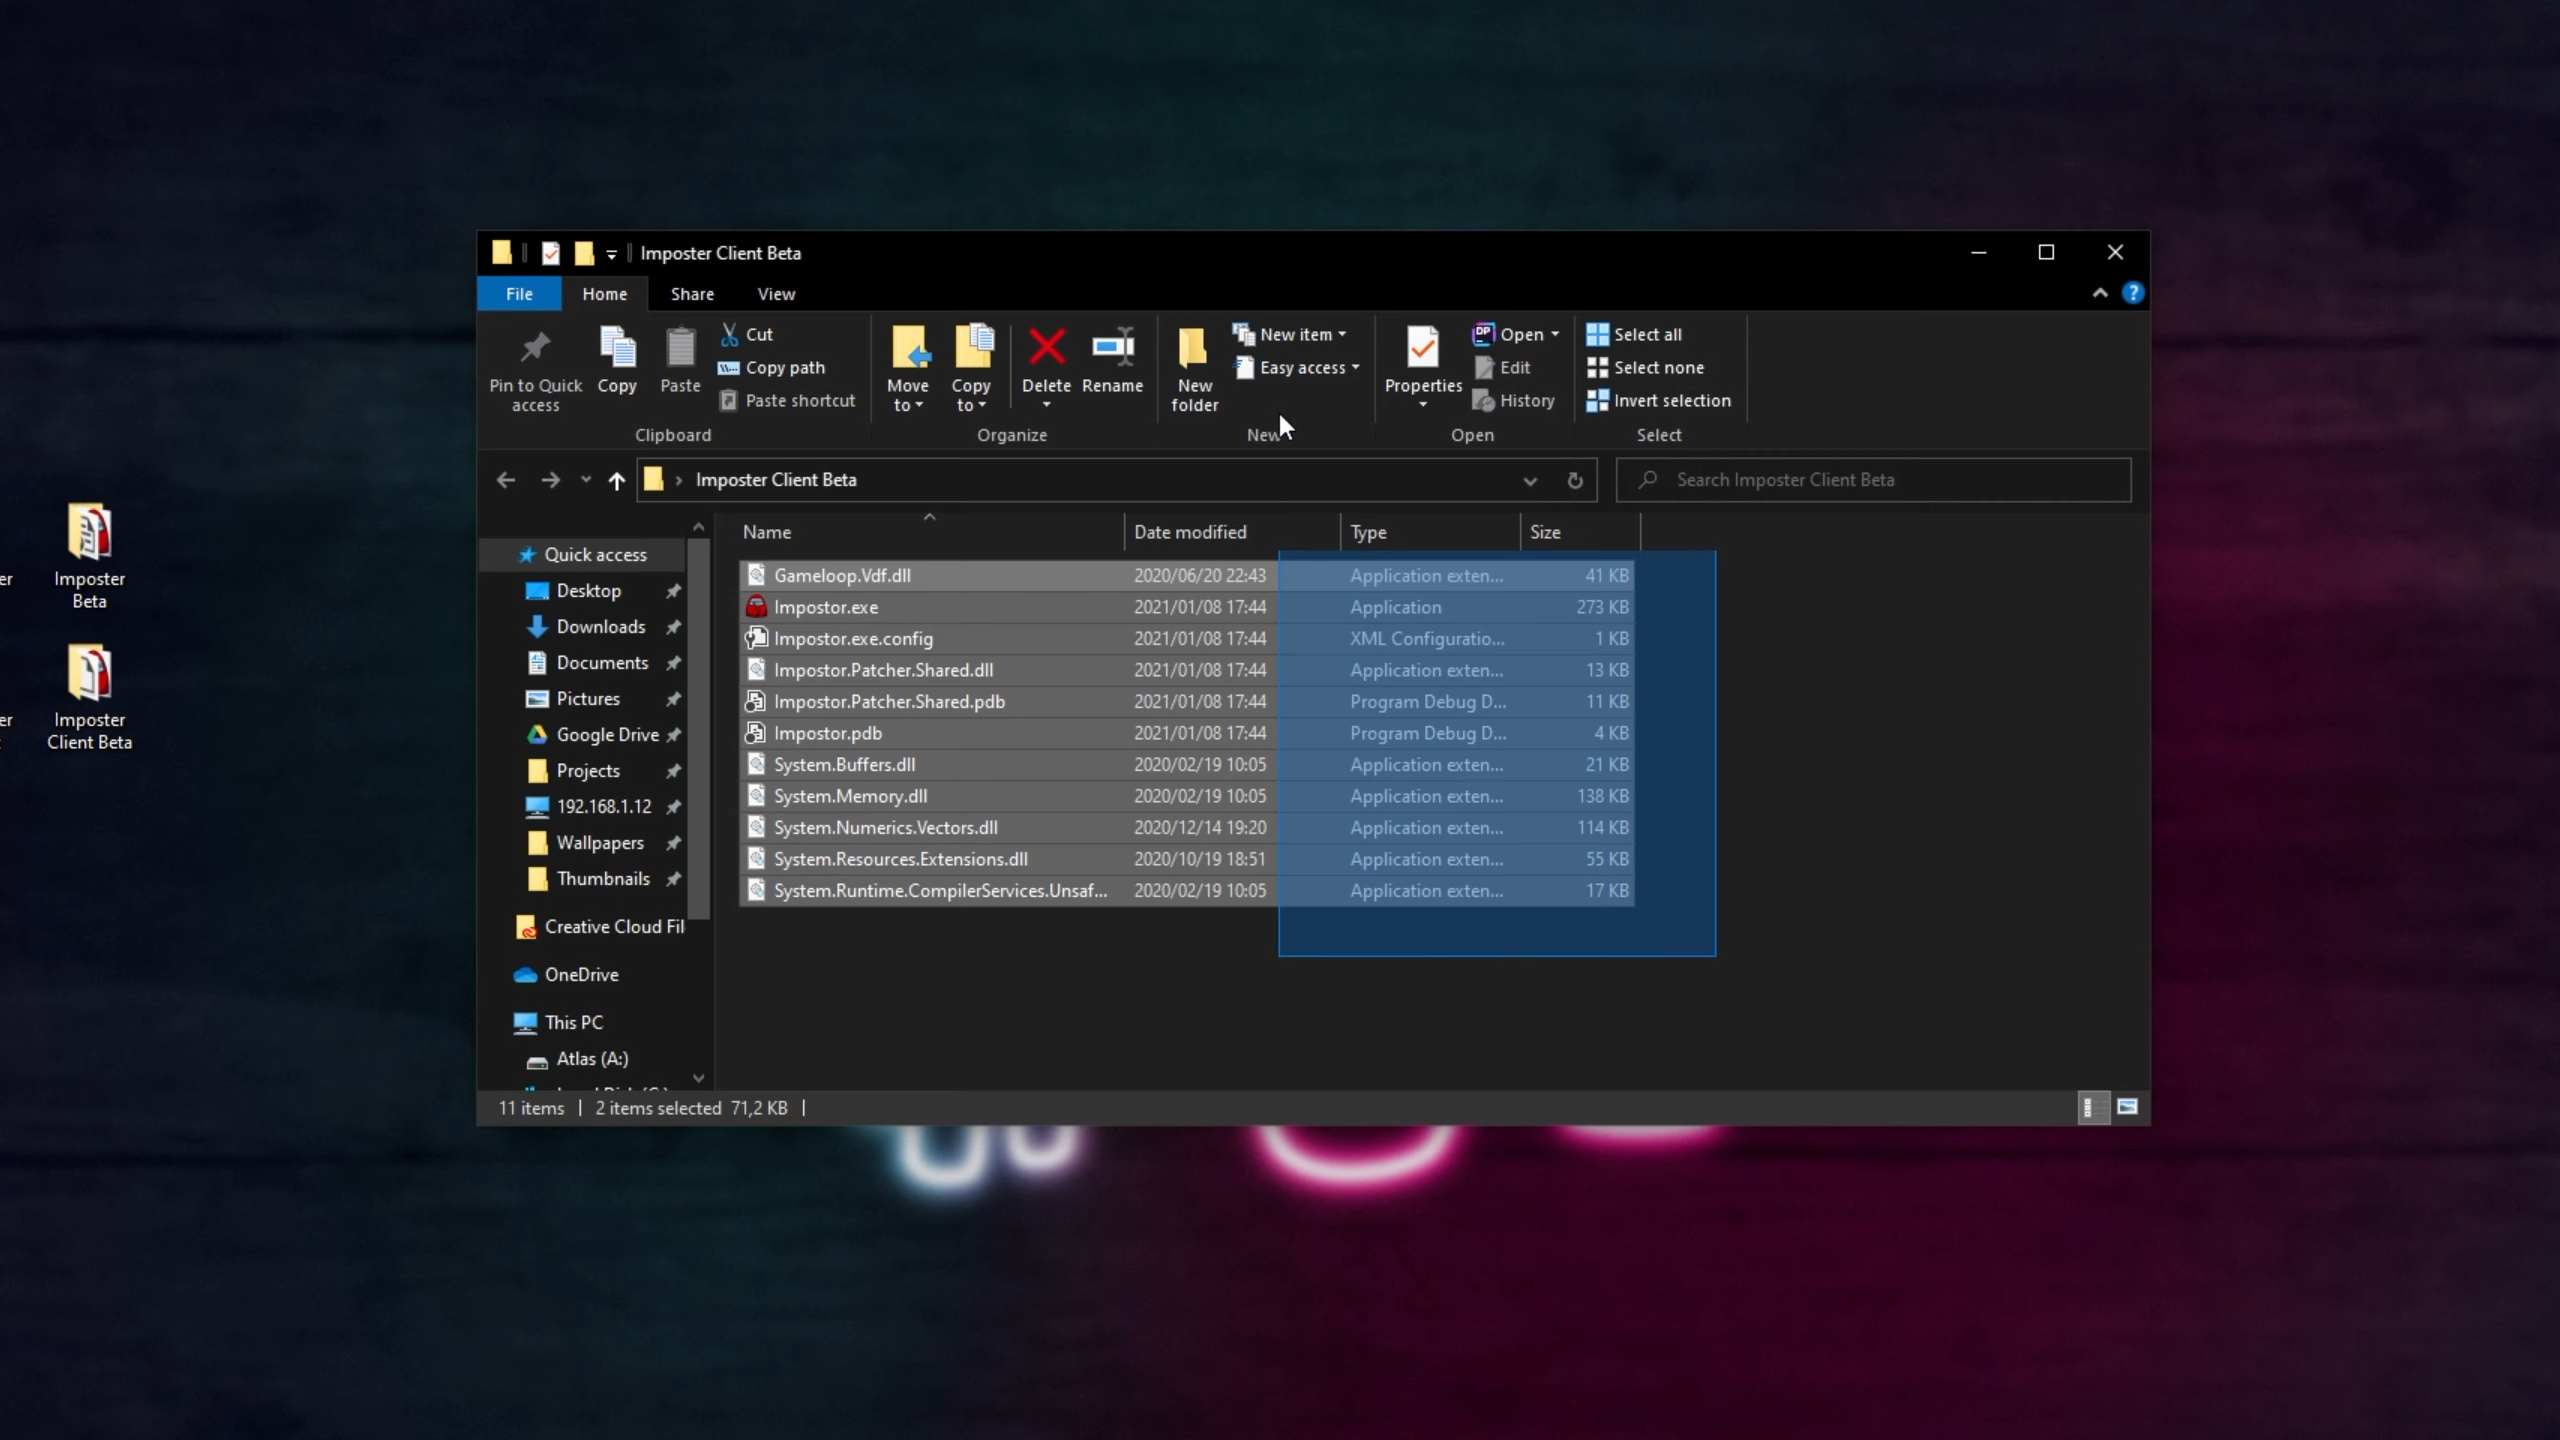 Imposter Client Beta
File Home Share View
Pin to Quick access
Copy
Paste
Cut
Copy path
Paste shortcut
Clipboard
Move to
Copy to
Delete
Rename
Organize
New folder
New item
Easy access
New
Properties
Open
Edit
History
Open
Select all
Select none
Invert selection
Select
Imposter Client Beta
Search Imposter Client Beta
er
Imposter
Beta
er
Imposter
Client Beta
Quick access
Desktop
Downloads
Documents
Pictures
Google Drive
Projects
192.168.1.12
Wallpapers
Thumbnails
Creative Cloud Fil
OneDrive
This PC
Atlas (A:)
Name Date modified Type Size
Gameloop.Vdf.dll 2020/06/20 22:43 Application exten... 41 KB
Impostor.exe 2021/01/08 17:44 Application 273 KB
Impostor.exe.config 2021/01/08 17:44 XML Configuratio... 1 KB
Impostor.Patcher.Shared.dll 2021/01/08 17:44 Application exten... 13 KB
Impostor.Patcher.Shared.pdb 2021/01/08 17:44 Program Debug D... 11 KB
Impostor.pdb 2021/01/08 17:44 Program Debug D... 4 KB
System.Buffers.dll 2020/02/19 10:05 Application exten... 21 KB
System.Memory.dll 2020/02/19 10:05 Application exten... 138 KB
System.Numerics.Vectors.dll 2020/12/14 19:20 Application exten... 114 KB
System.Resources.Extensions.dll 2020/10/19 18:51 Application exten... 55 KB
System.Runtime.CompilerServices.Unsaf... 2020/02/19 10:05 Application exten... 17 KB
11 items 2 items selected 71,2 KB